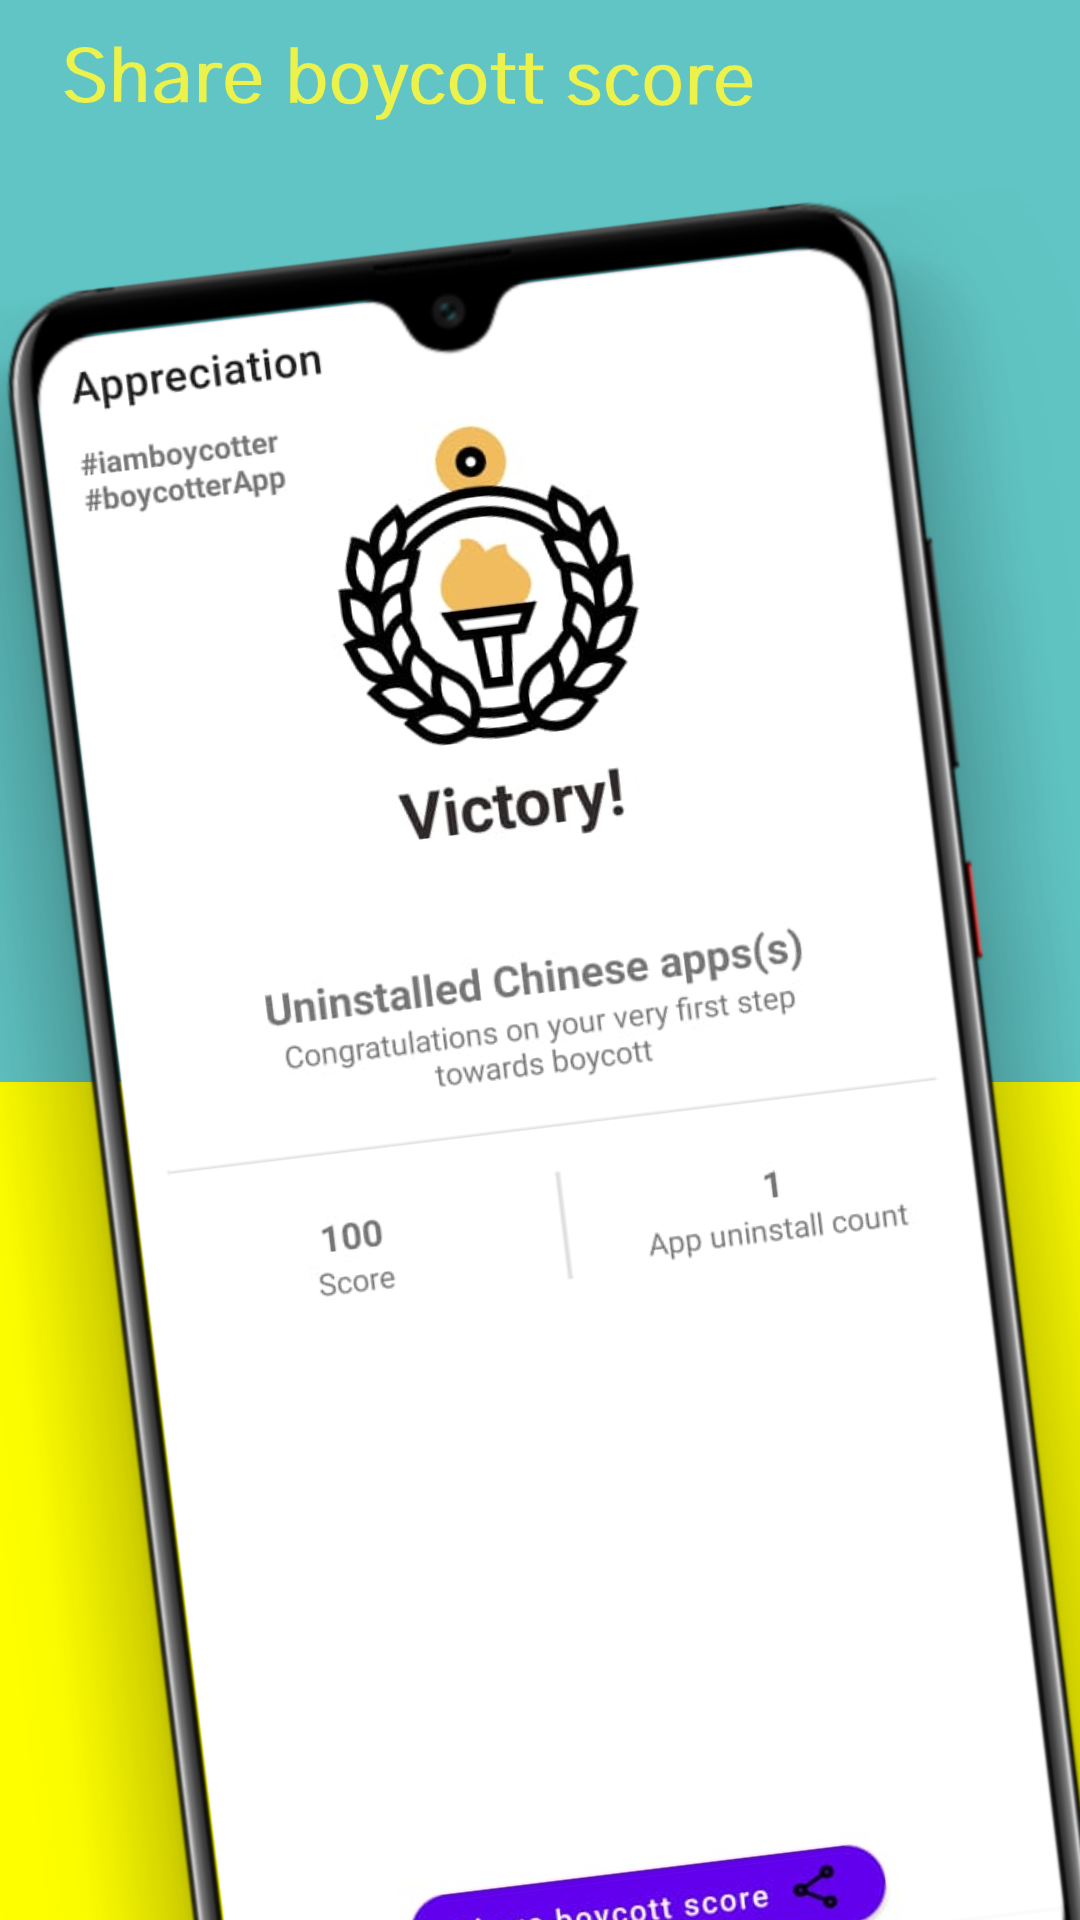 Share boycott score
Appreciation
#iamboycotter
#boycotterApp
Victory!
Uninstalled Chinese apps(s)
Congratulations on your very first step
towards boycott
100
Score
1
App uninstall count
boycott score